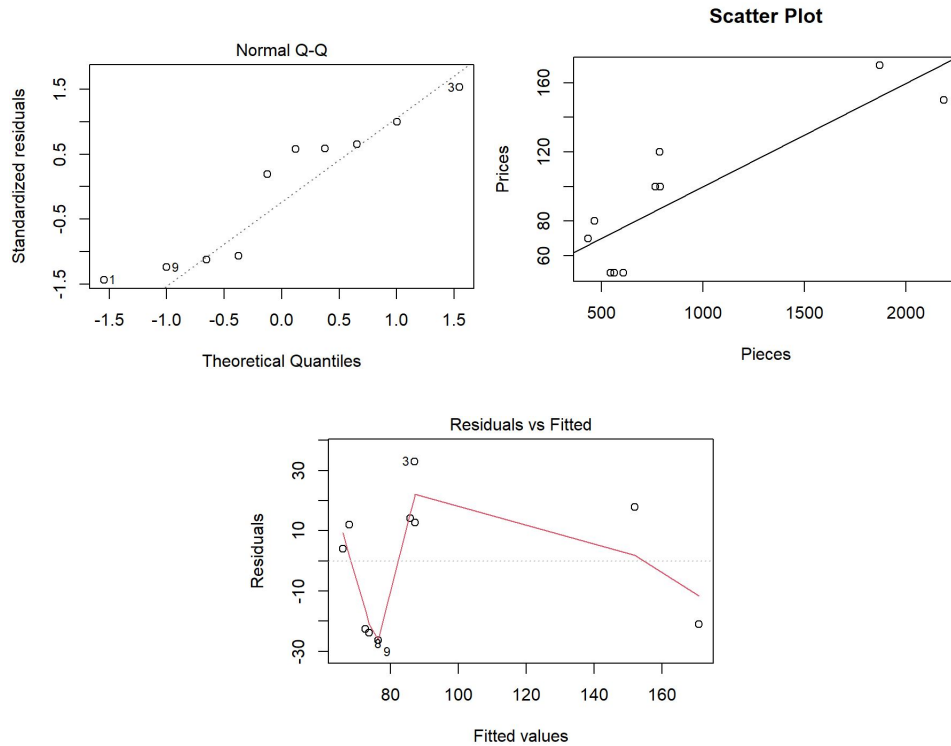 Normal Q-Q
Standardized residuals
1.5
0.5
-0.5
-1.5
3
9
1
-1.5 -1.0 -0.5 0.0 0.5 1.0 1.5
Theoretical Quantiles
Scatter Plot
Prices
160
120
80
60
500 1000 1500 2000
Pieces
Residuals vs Fitted
Residuals
30
10
-10
-30
3
8
9
80 100 120 140 160
Fitted values